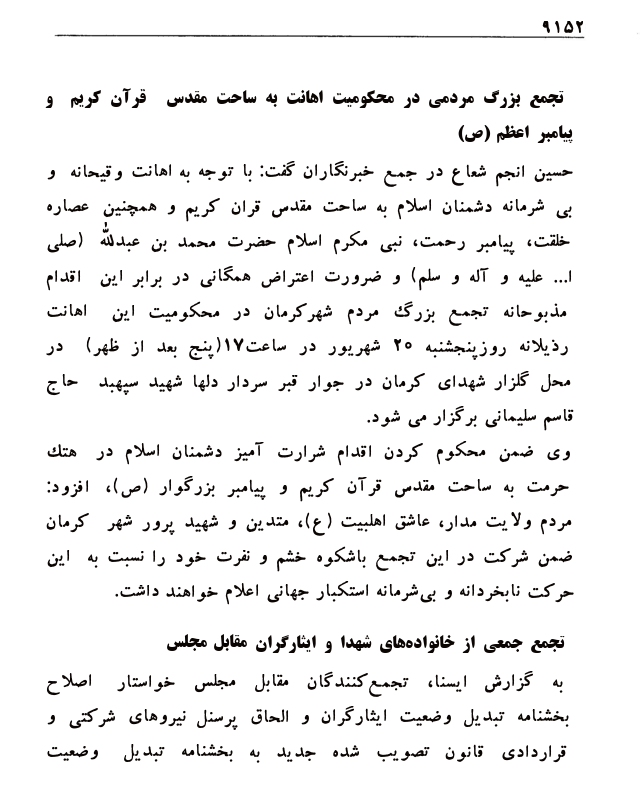 ۹۱۵۲
تجمع بزرگ مردمی در محکومیت اهانت به ساحت مقدس قرآن کریم و
پیامبر اعظم (ص)
حسین انجم شعاع در جمع خبرنگاران گفت: با توجه به اهانت وقیحانه و
بی شرمانه دشمنان اسلام به ساحت مقدس قران کریم و همچنین عصاره
خلقت، پیامبر رحمت، نبی مکرم اسلام حضرت محمد بن عبدلله (صلی
ا... علیه و آله و سلم) و ضرورت اعتراض همگانی در برابر این اقدام
مذبوحانه تجمع بزرگ مردم شهرکرمان در محکومیت این اهانت
رذیلانه روزپنجشنبه ۲۵ شهریور در ساعت۱۷(پنج بعد از ظهر) در
محل گلزار شهدای کرمان در جوار قبر سردار دلها شهید سپهبد حاج
قاسم سلیمانی برگزار می شود.
وی ضمن محکوم کردن اقدام شرارت آمیز دشمنان اسلام در هتک
حرمت به ساحت مقدس قرآن کریم و پیامبر بزرگوار (ص)، افزود:
مردم ولایت مدار، عاشق اهلبیت (ع)، متدین و شهید پرور شهر کرمان
ضمن شرکت در این تجمع باشکوه خشم و نفرت خود را نسبت به این
حرکت نابخردانه و بی‌شرمانه استکبار جهانی اعلام خواهند داشت.
تجمع جمعی از خانواده‌های شهدا و ایثارگران مقابل مجلس
به گزارش ایسنا، تجمع‌کنندگان مقابل مجلس خواستار اصلاح
بخشنامه تبدیل وضعیت ایثارگران و الحاق پرسنل نیروهای شرکتی و
قراردادی قانون تصویب شده جدید به بخشنامه تبدیل وضعیت